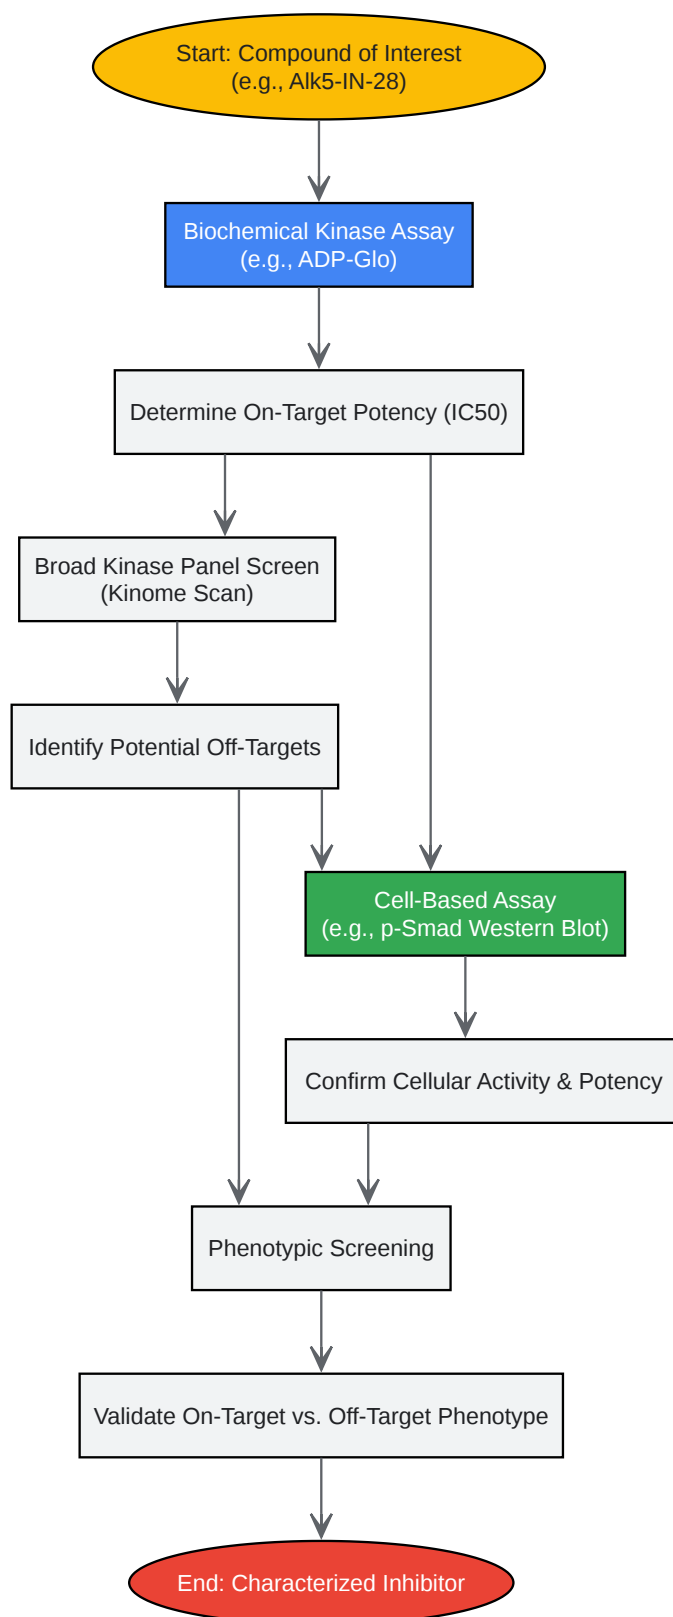 Start: Compound of Interest
(e.g., Alk5-IN-28)
Biochemical Kinase Assay
(e.g., ADP-Glo)
Determine On-Target Potency (IC50)
Broad Kinase Panel Screen
(Kinome Scan)
Identify Potential Off-Targets
Cell-Based Assay
(e.g., p-Smad Western Blot)
Confirm Cellular Activity & Potency
Phenotypic Screening
Validate On-Target vs. Off-Target Phenotype
End: Characterized Inhibitor